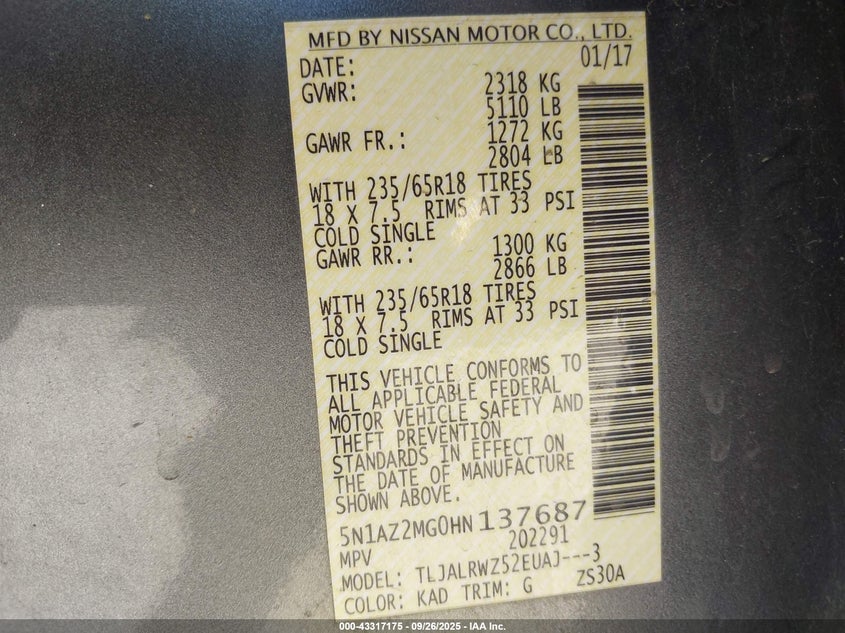 MFD BY NISSAN MOTOR CO., LTD.
DATE: 01/17
GVWR: 2318 KG
5110 LB
GAWR FR.: 1272 KG
2804 LB
WITH 235/65R18 TIRES
18 X 7.5 RIMS AT 33 PSI
COLD SINGLE
GAWR RR.: 1300 KG
2866 LB
WITH 235/65R18 TIRES
18 X 7.5 RIMS AT 33 PSI
COLD SINGLE
THIS VEHICLE CONFORMS TO
ALL APPLICABLE FEDERAL
MOTOR VEHICLE SAFETY AND
THEFT PREVENTION
STANDARDS IN EFFECT ON
THE DATE OF MANUFACTURE
SHOWN ABOVE.
5N1AZ2MG0HN137687
MPV 202291
MODEL: TLJALRWZ52EUAJ---3
COLOR: KAD TRIM: G ZS30A
000-43317175 - 09/26/2025 - IAA Inc.